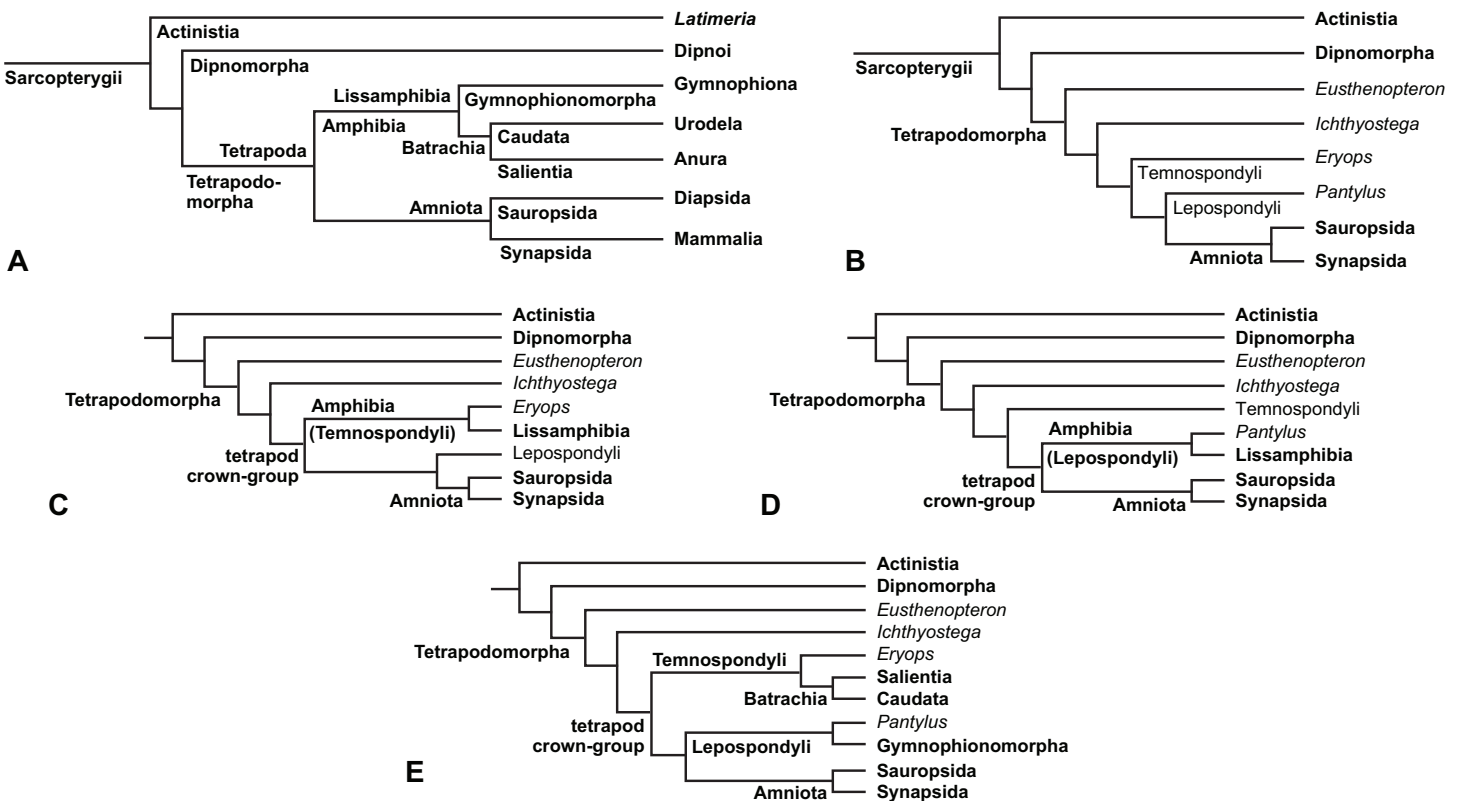 Latimeria
Actinistia
Dipnoi
Dipnomorpha
Sarcopterygii
Gymnophiona
Lissamphibia
Gymnophionomorpha
Amphibia
Urodela
Caudata
Batrachia
Tetrapoda
Anura
Salientia
Tetrapodo-
morpha
Diapsida
Amniota
Sauropsida
Mammalia
Synapsida
A
Actinistia
Dipnomorpha
Sarcopterygii
Eusthenopteron
Ichthyostega
Tetrapodomorpha
Eryops
Temnospondyli
Pantylus
Lepospondyli
Sauropsida
Amniota
Synapsida
B
Actinistia
Dipnomorpha
Eusthenopteron
Ichthyostega
Tetrapodomorpha
Amphibia
Eryops
(Temnospondyli)
Lissamphibia
tetrapod
crown-group
Lepospondyli
Sauropsida
Amniota
Synapsida
C
Actinistia
Dipnomorpha
Eusthenopteron
Ichthyostega
Tetrapodomorpha
Temnospondyli
Amphibia
Pantylus
(Lepospondyli)
Lissamphibia
tetrapod
crown-group
Sauropsida
Amniota
Synapsida
D
Actinistia
Dipnomorpha
Eusthenopteron
Ichthyostega
Tetrapodomorpha
Temnospondyli
Eryops
Salientia
Batrachia
Caudata
tetrapod
crown-group
Pantylus
Lepospondyli
Gymnophionomorpha
Sauropsida
Amniota
Synapsida
E